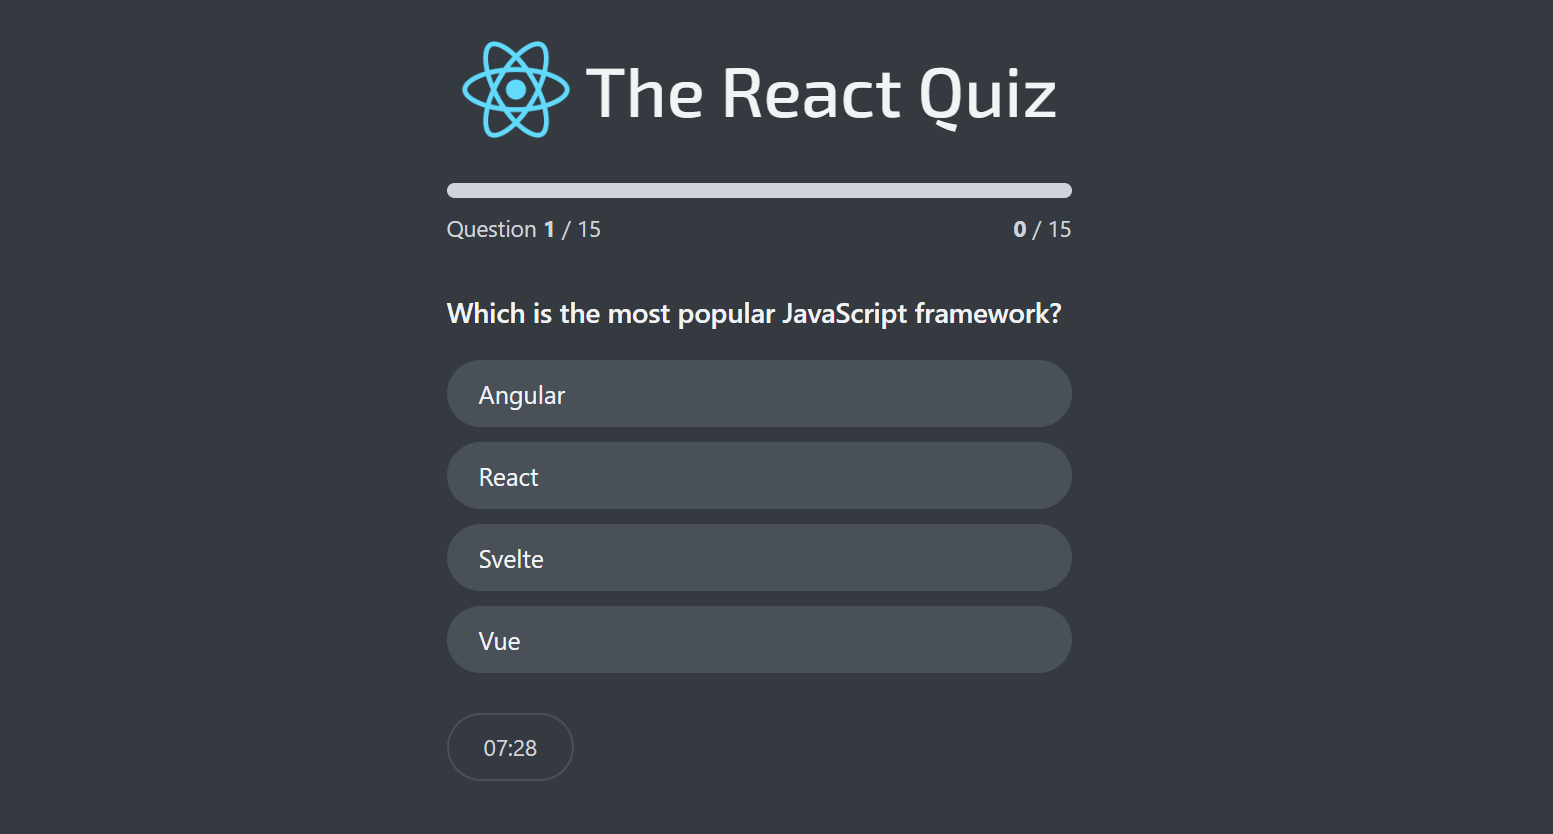 The React Quiz
Question 1 / 15
0 / 15
Which is the most popular JavaScript framework?
Angular
React
Svelte
Vue
07:28